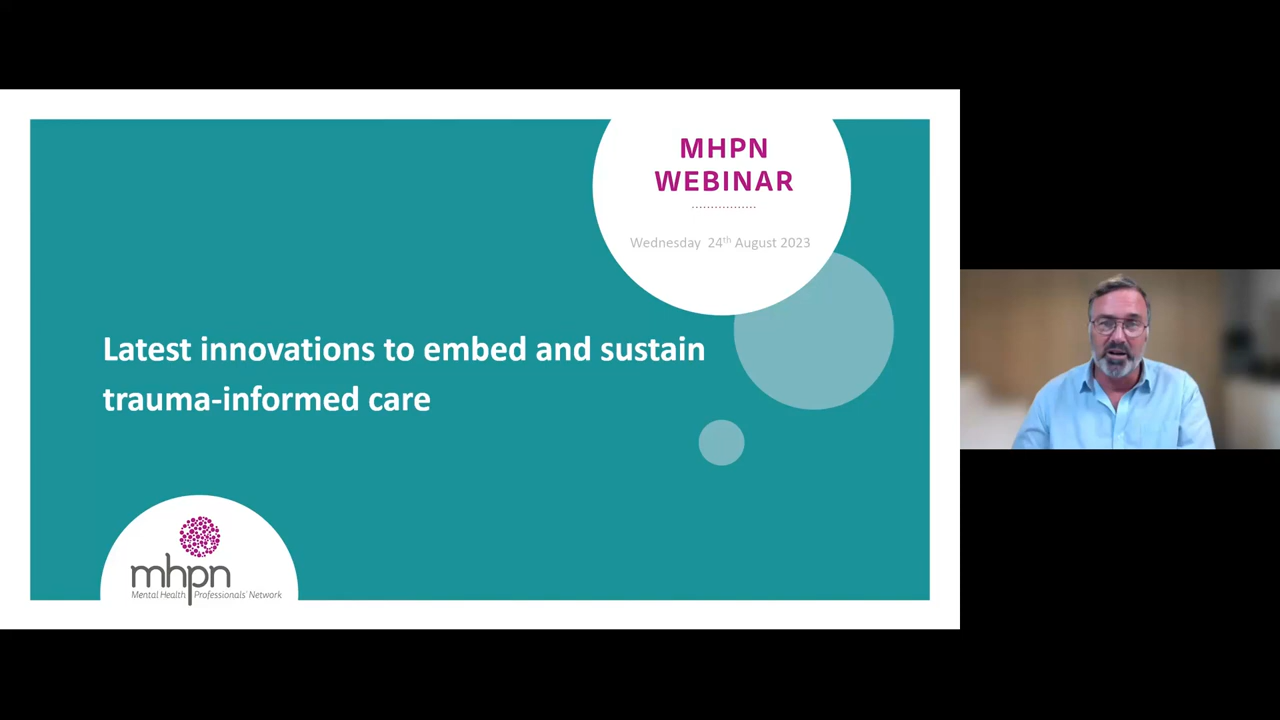 MHPN
WEBINAR
Wednesday 24th August 2023
Latest innovations to embed and sustain
trauma-informed care
mhpn
Mental Health Professionals' Network